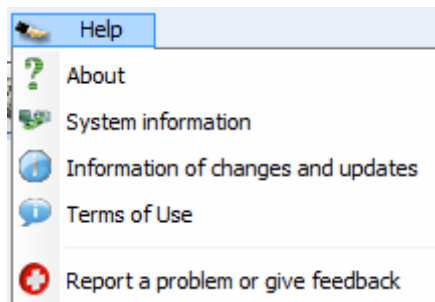 Help
About
System information
Information of changes and updates
Terms of Use
Report a problem or give feedback